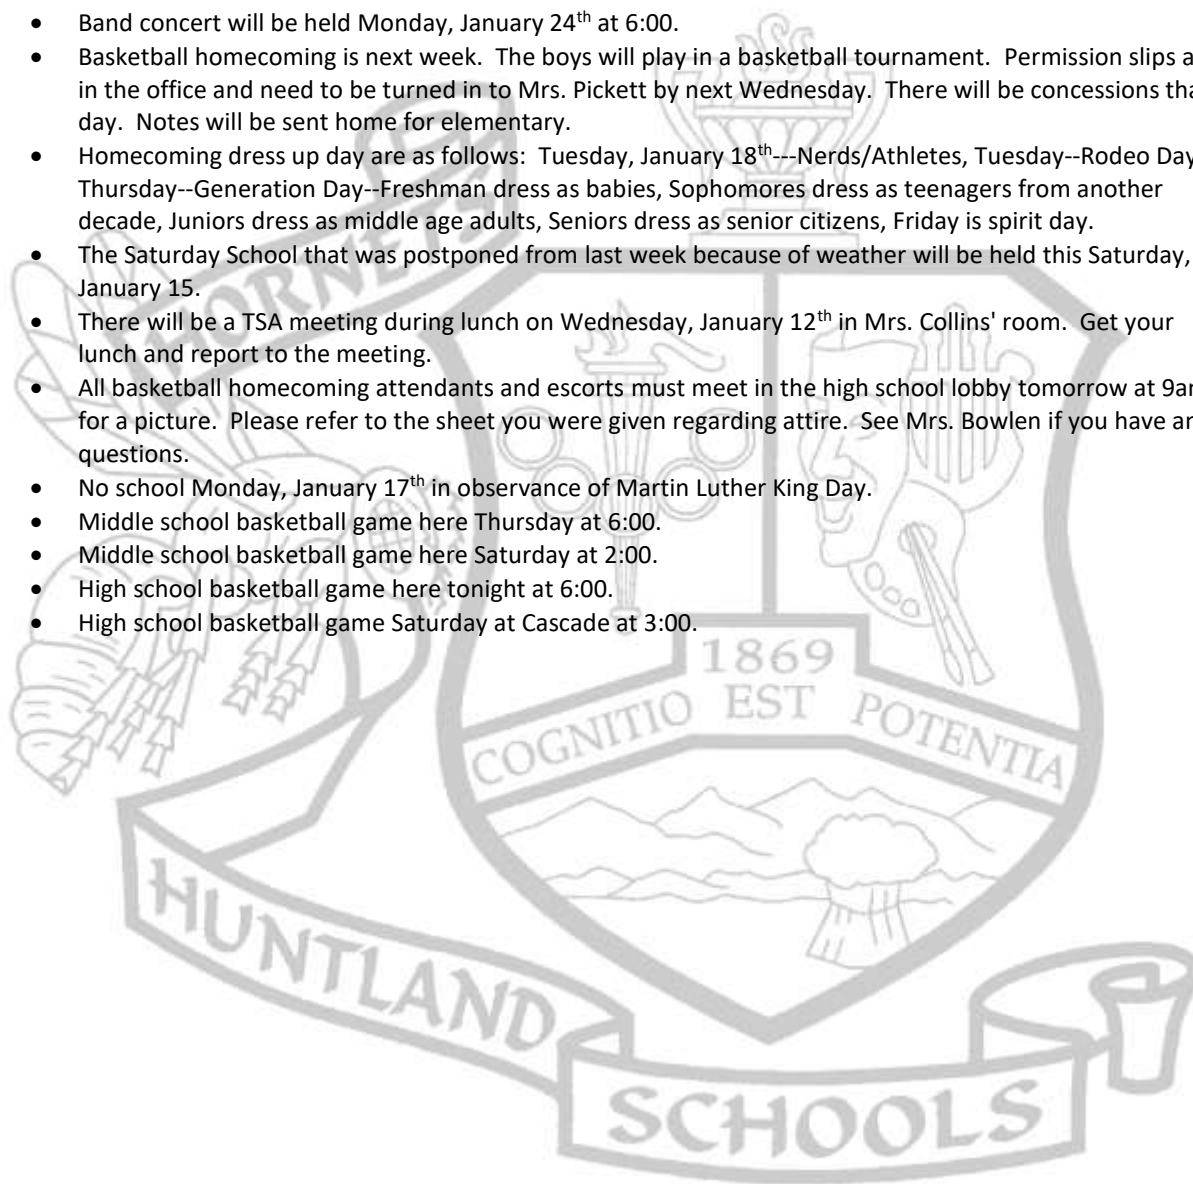 • Band concert will be held Monday, January 24th at 6:00.
• Basketball homecoming is next week. The boys will play in a basketball tournament. Permission slips a
in the office and need to be turned in to Mrs. Pickett by next Wednesday. There will be concessions tha
day. Notes will be sent home for elementary.
• Homecoming dress up day are as follows: Tuesday, January 18th---Nerds/Athletes, Tuesday--Rodeo Day
Thursday--Generation Day--Freshman dress as babies, Sophomores dress as teenagers from another
decade, Juniors dress as middle age adults, Seniors dress as senior citizens, Friday is spirit day.
• The Saturday School that was postponed from last week because of weather will be held this Saturday,
January 15.
• There will be a TSA meeting during lunch on Wednesday, January 12th in Mrs. Collins' room. Get your
lunch and report to the meeting.
• All basketball homecoming attendants and escorts must meet in the high school lobby tomorrow at 9a
for a picture. Please refer to the sheet you were given regarding attire. See Mrs. Bowlen if you have a
questions.
• No school Monday, January 17th in observance of Martin Luther King Day.
• Middle school basketball game here Thursday at 6:00.
• Middle school basketball game here Saturday at 2:00.
• High school basketball game here tonight at 6:00.
• High school basketball game Saturday at Cascade at 3:00.
HORNETS
1869
COGNITIO EST POTENTIA
HUNTLAND
SCHOOLS